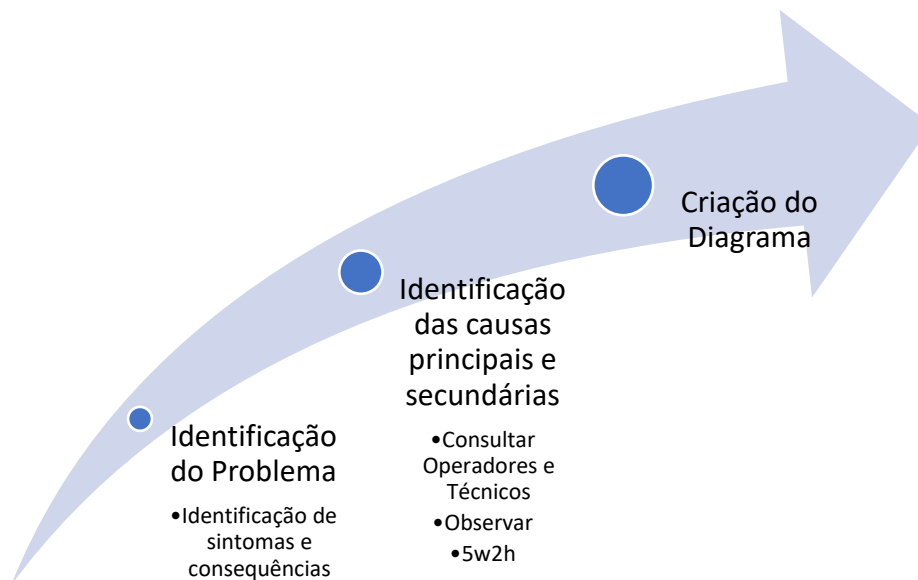 Identificação
do Problema
•Identificação de
sintomas e
consequências
Identificação
das causas
principais e
secundárias
•Consultar
Operadores e
Técnicos
•Observar
•5w2h
Criação do
Diagrama